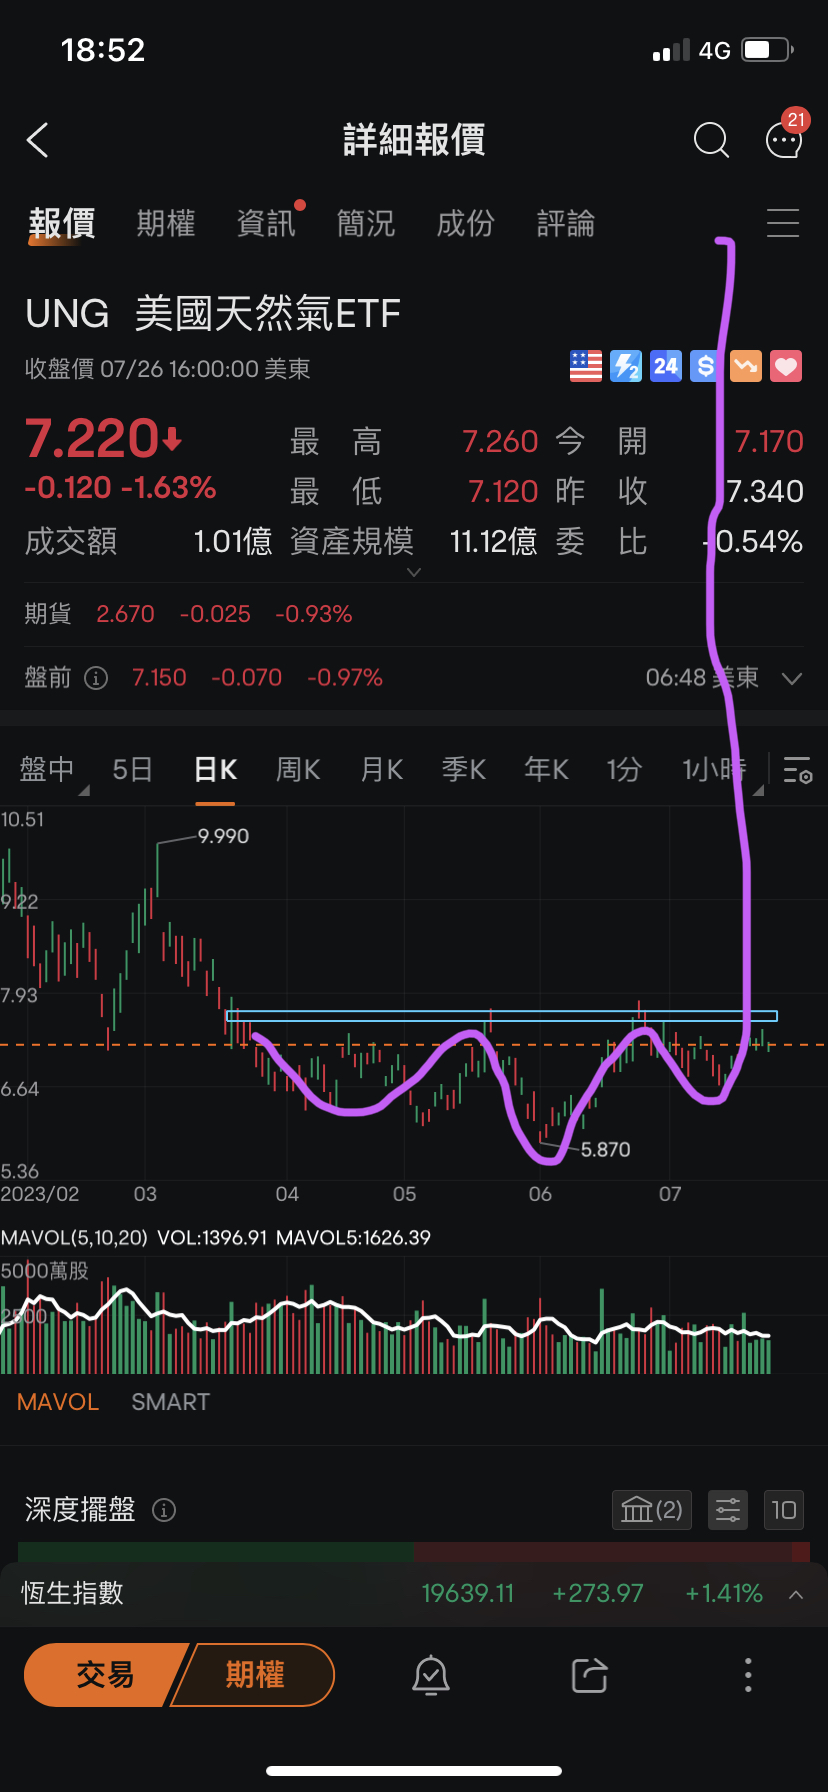 18:52
4G
21
詳細報價
報價 期權 資訊 簡況 成份 評論
UNG 美國天然氣ETF
收盤價 07/26 16:00:00 美東
2 24 $
7.220 最高 7.260 今開 7.170
-0.120 -1.63% 最低 7.120 昨收 7.340
成交額 1.01億 資產規模 11.12億 委比 -0.54%
期貨 2.670 -0.025 -0.93%
盤前 7.150 -0.070 -0.97% 06:48 美東
盤中 5日 日K 周K 月K 季K 年K 1分 1小時
10.51
9.990
9.22
7.93
6.64
5.870
5.36
2023/02 03 04 05 06 07
MAVOL(5,10,20) VOL:1396.91 MAVOL5:1626.39
5000萬股
2500
MAVOL SMART
深度擺盤 (2) 10
恆生指數 19639.11 +273.97 +1.41%
交易 期權